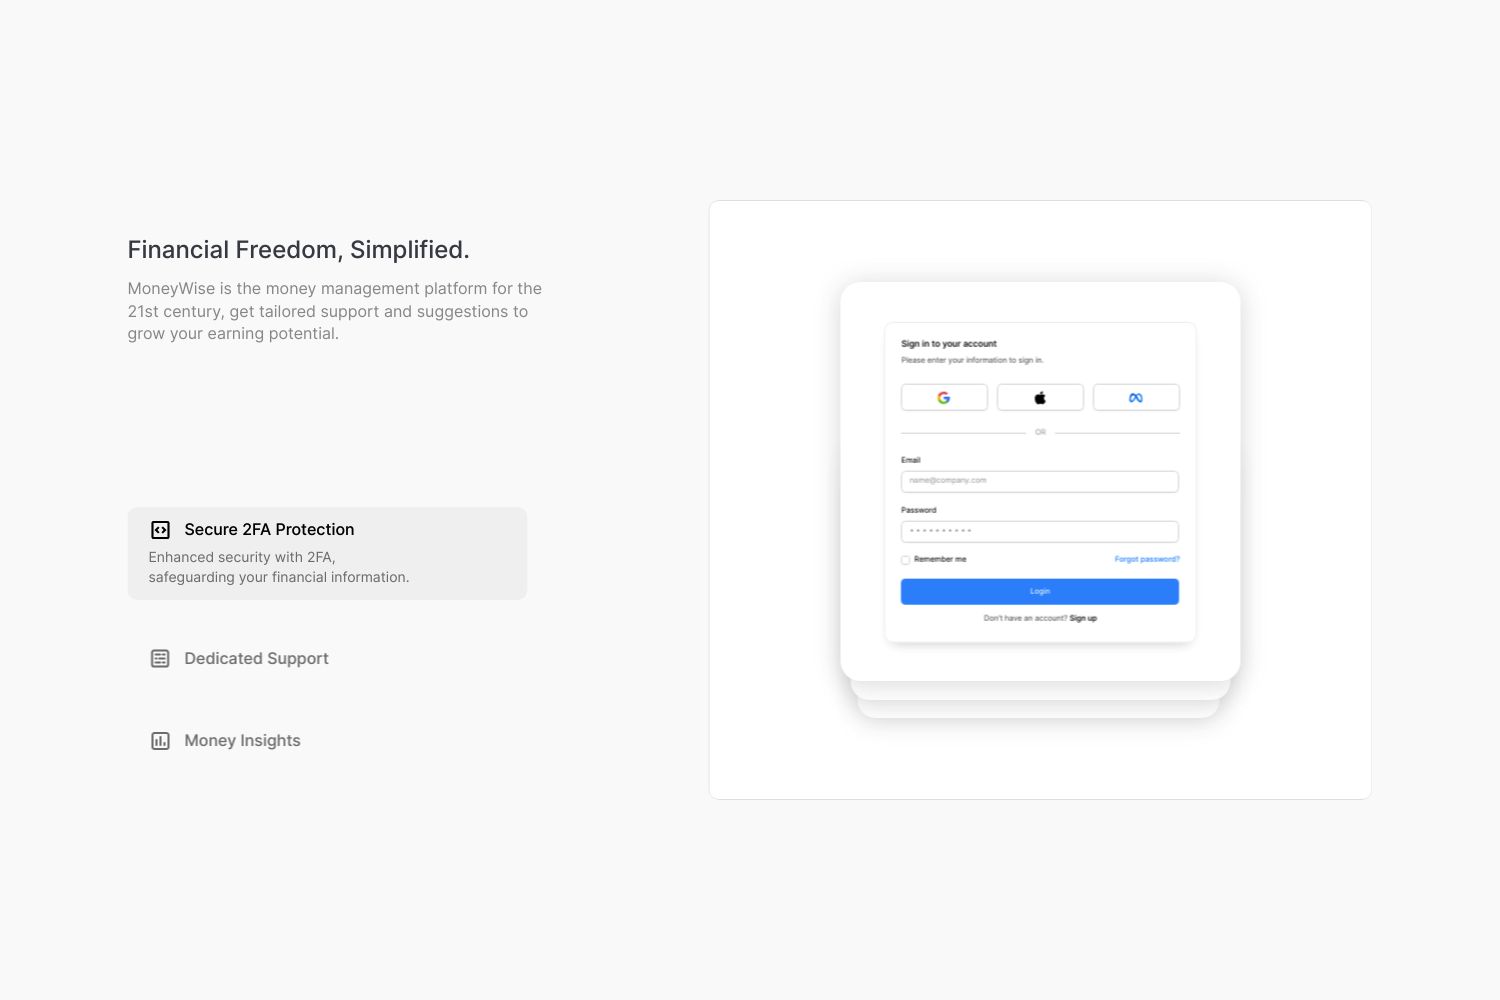 Financial Freedom, Simplified.
MoneyWise is the money management platform for the
21st century, get tailored support and suggestions to
grow your earning potential.
Secure 2FA Protection
Enhanced security with 2FA,
safeguarding your financial information.
Dedicated Support
Money Insights
Sign in to your account
Please enter your information to sign in.
OR
Email
name@company.com
Password
Remember me
Forgot password?
Login
Don't have an account? Sign up